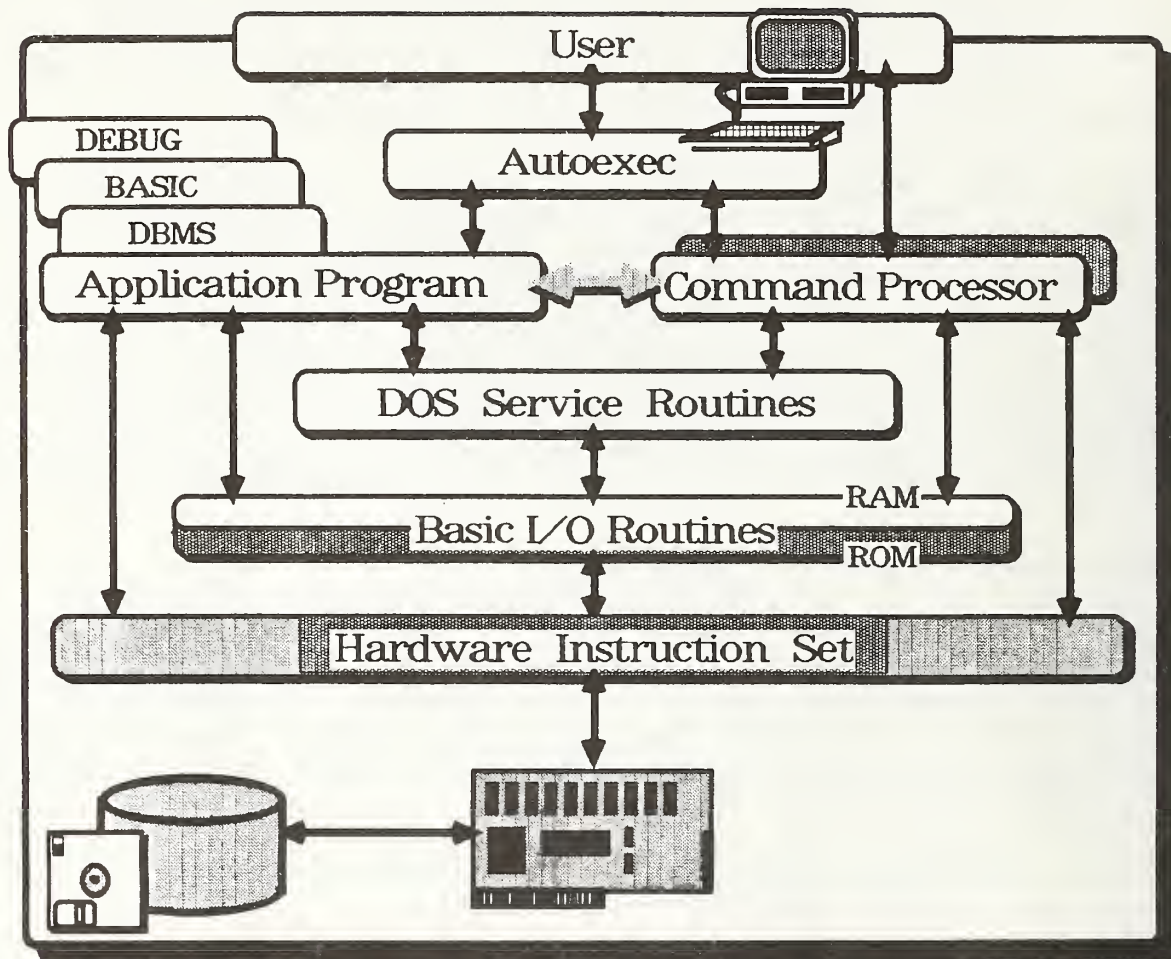 User
DEBUG
Autoexec
BASIC
DBMS
Application Program
Command Processor
DOS Service Routines
RAM
Basic I/O Routines
ROM
Hardware Instruction Set